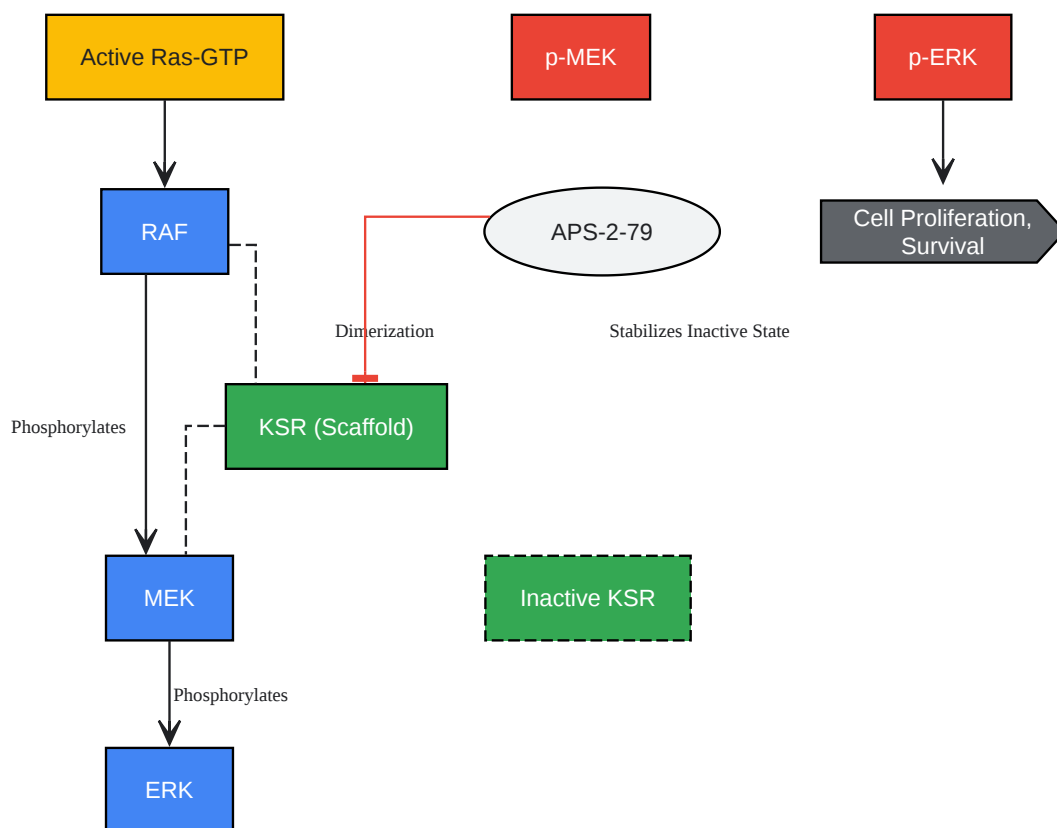 Active Ras-GTP
p-MEK
p-ERK
RAF
APS-2-79
Cell Proliferation,
Survival
Dimerization
Stabilizes Inactive State
Phosphorylates
KSR (Scaffold)
MEK
Inactive KSR
Phosphorylates
ERK